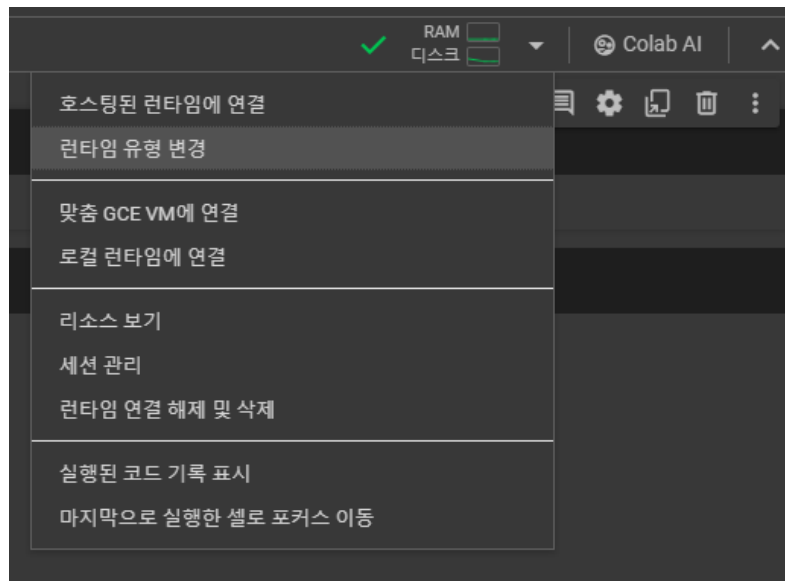 RAM
디스크
Colab AI
호스팅된 런타임에 연결
런타임 유형 변경
맞춤 GCE VM에 연결
로컬 런타임에 연결
리소스 보기
세션 관리
런타임 연결 해제 및 삭제
실행된 코드 기록 표시
마지막으로 실행한 셀로 포커스 이동